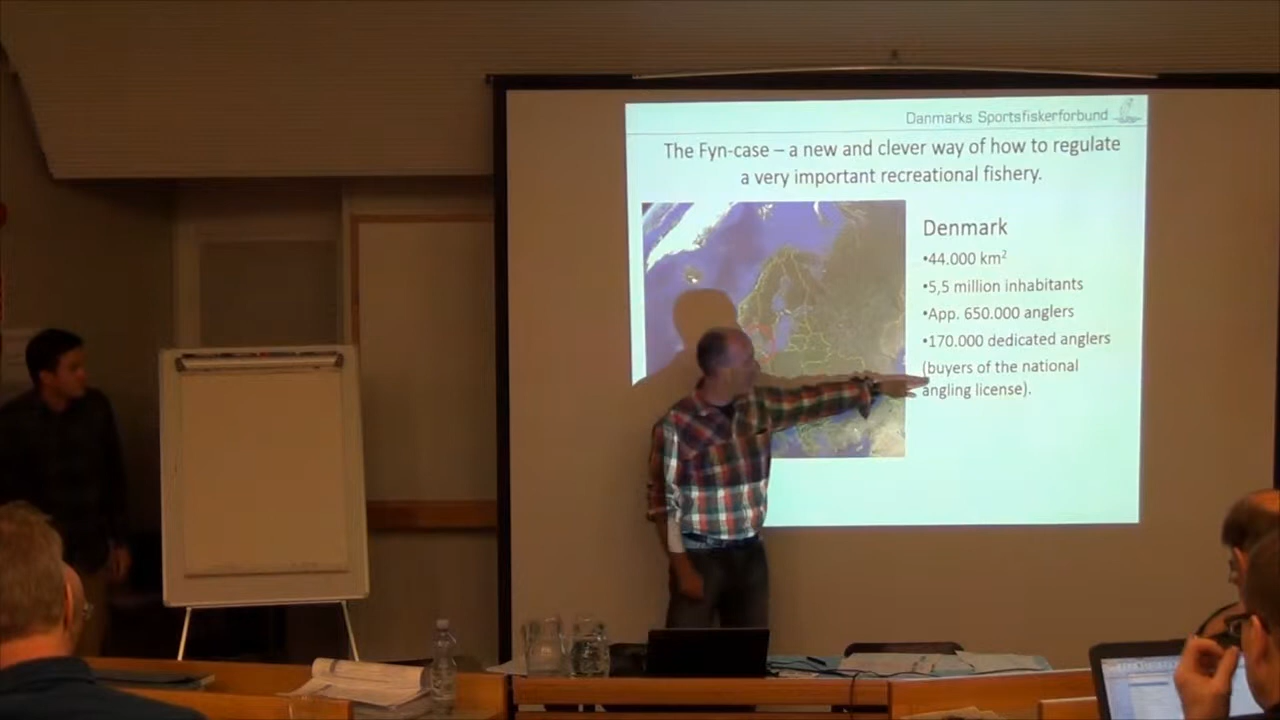 Danmarks Sportsfiskerforbund
The Fyn-case – a new and clever way of how to regulate
a very important recreational fishery.
Denmark
•44.000 km²
•5,5 million inhabitants
•App. 650.000 anglers
•170.000 dedicated anglers
(buyers of the national
angling license).